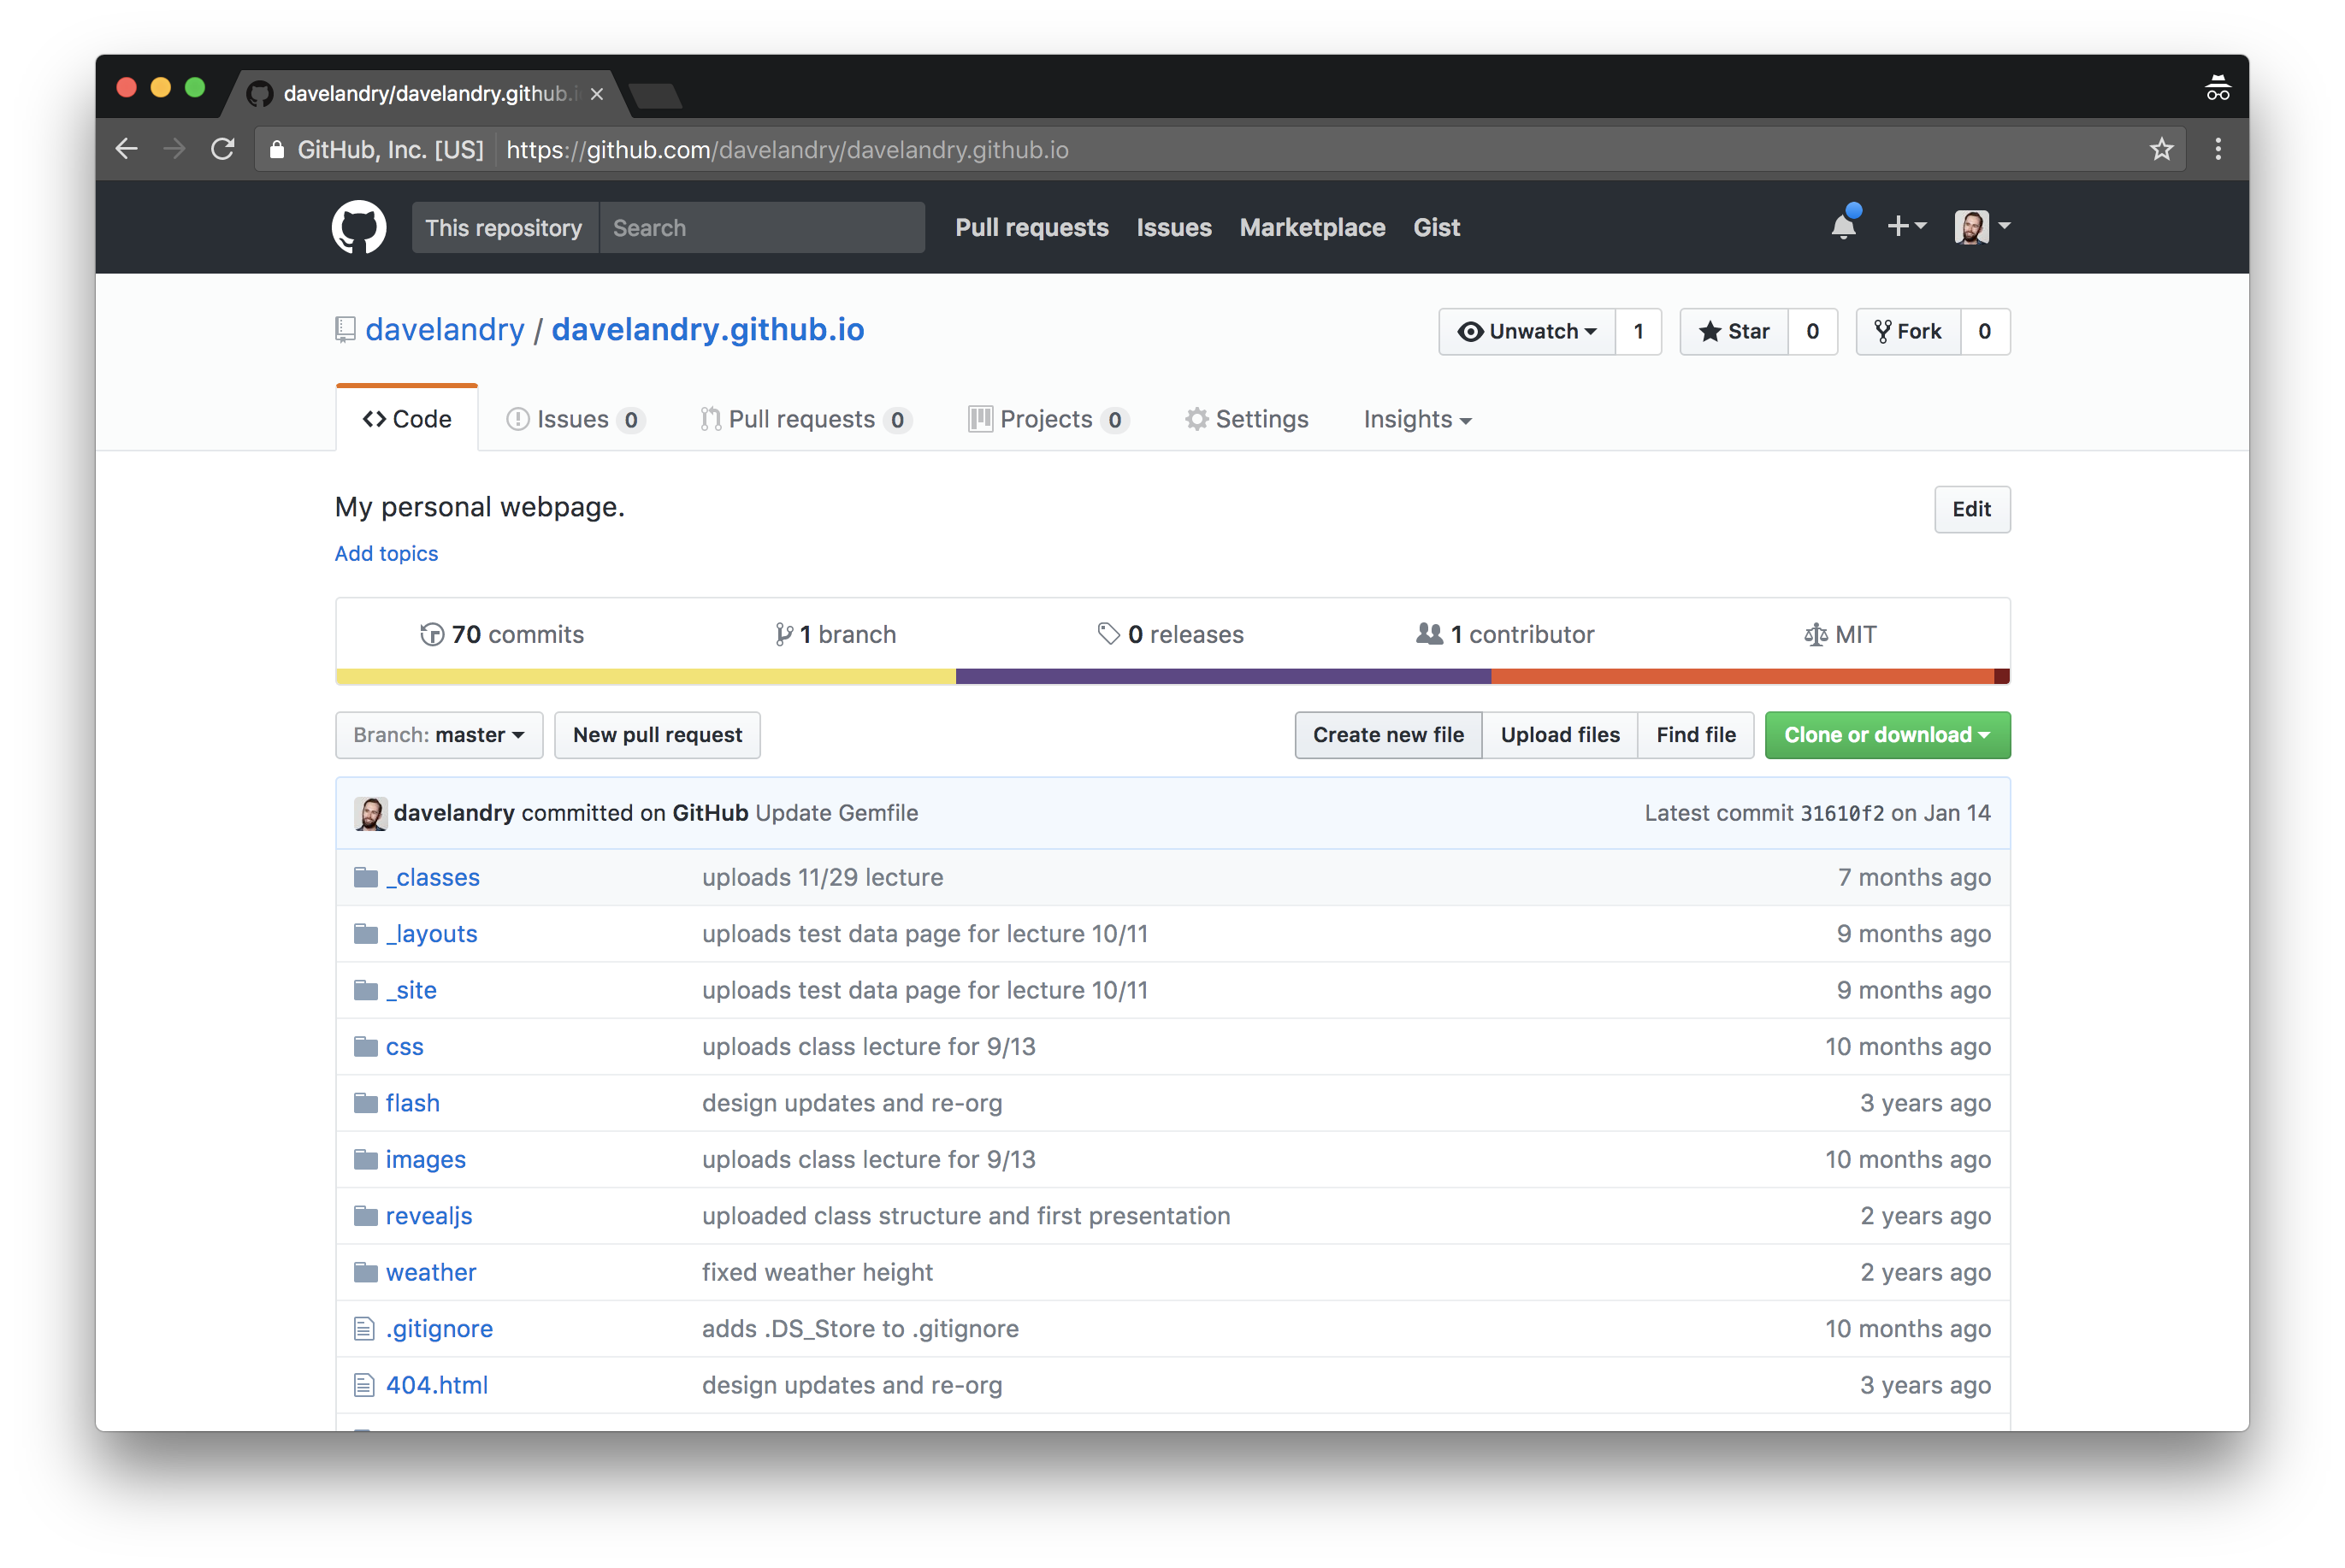 davelandry/davelandry.github.i
GitHub, Inc. [US] https://github.com/davelandry/davelandry.github.io
This repository Search Pull requests Issues Marketplace Gist
davelandry / davelandry.github.io Unwatch 1 Star 0 Fork 0
Code Issues 0 Pull requests 0 Projects 0 Settings Insights
My personal webpage. Edit
Add topics
70 commits 1 branch 0 releases 1 contributor MIT
Branch: master New pull request Create new file Upload files Find file Clone or download
davelandry committed on GitHub Update Gemfile Latest commit 31610f2 on Jan 14
_classes uploads 11/29 lecture 7 months ago
_layouts uploads test data page for lecture 10/11 9 months ago
_site uploads test data page for lecture 10/11 9 months ago
css uploads class lecture for 9/13 10 months ago
flash design updates and re-org 3 years ago
images uploads class lecture for 9/13 10 months ago
revealjs uploaded class structure and first presentation 2 years ago
weather fixed weather height 2 years ago
.gitignore adds .DS_Store to .gitignore 10 months ago
404.html design updates and re-org 3 years ago